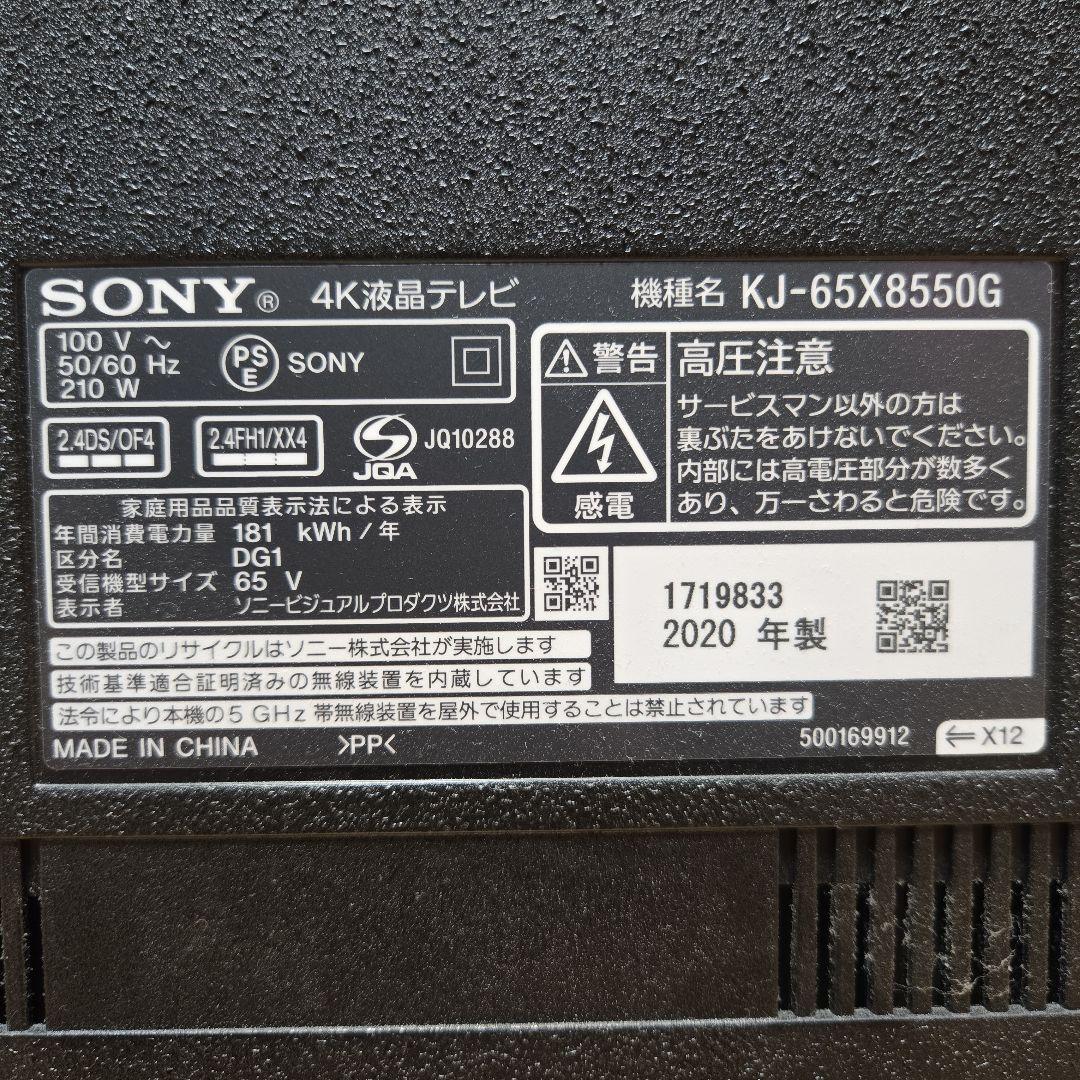 SONY® 4K液晶テレビ 機種名 KJ-65X8550G
100 V ～
50/60 Hz
210 W
PS
E
SONY
2.4DS/OF4
2.4FH1/XX4
JQA
JQ10288
警告
感電
高圧注意
サービスマン以外の方は
裏ぶたをあけないでください。
内部には高電圧部分が数多く
あり、万一さわると危険です。
家庭用品品質表示法による表示
年間消費電力量 181 kWh/年
区分名 DG1
受信機型サイズ 65 V
表示者 ソニービジュアルプロダクツ株式会社
1719833
2020 年製
この製品のリサイクルはソニー株式会社が実施します
技術基準適合証明済みの無線装置を内蔵しています
法令により本機の5 GHz 帯無線装置を屋外で使用することは禁止されています
MADE IN CHINA >PP< 500169912 ⇐X12